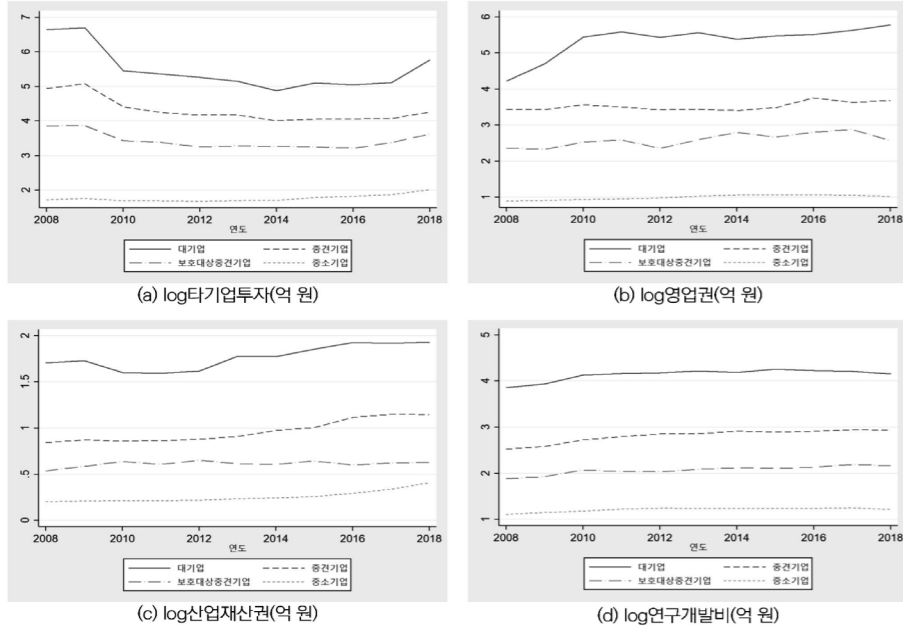 7
6
5
4
3
2
2008 2010 2012 2014 2016 2018
연도
대기업 중견기업
보호대상중견기업 중소기업
(a) log타기업투자(억 원)
6
5
4
3
2
1
2008 2010 2012 2014 2016 2018
연도
대기업 중견기업
보호대상중견기업 중소기업
(b) log영업권(억 원)
2
1.5
1
.5
0
2008 2010 2012 2014 2016 2018
연도
대기업 중견기업
보호대상중견기업 중소기업
(c) log산업재산권(억 원)
5
4
3
2
1
2008 2010 2012 2014 2016 2018
연도
대기업 중견기업
보호대상중견기업 중소기업
(d) log연구개발비(억 원)